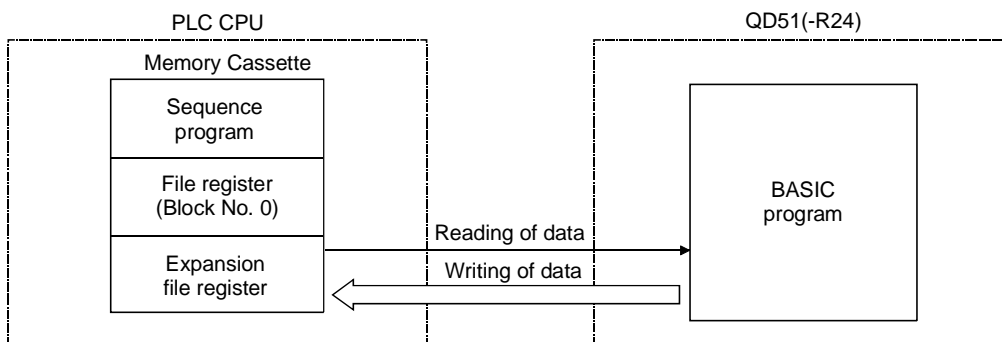 PLC CPU
QD51(-R24)
Memory Cassette
Sequence
program
File register
(Block No. 0)
Expansion
file register
Reading of data
Writing of data
BASIC
program